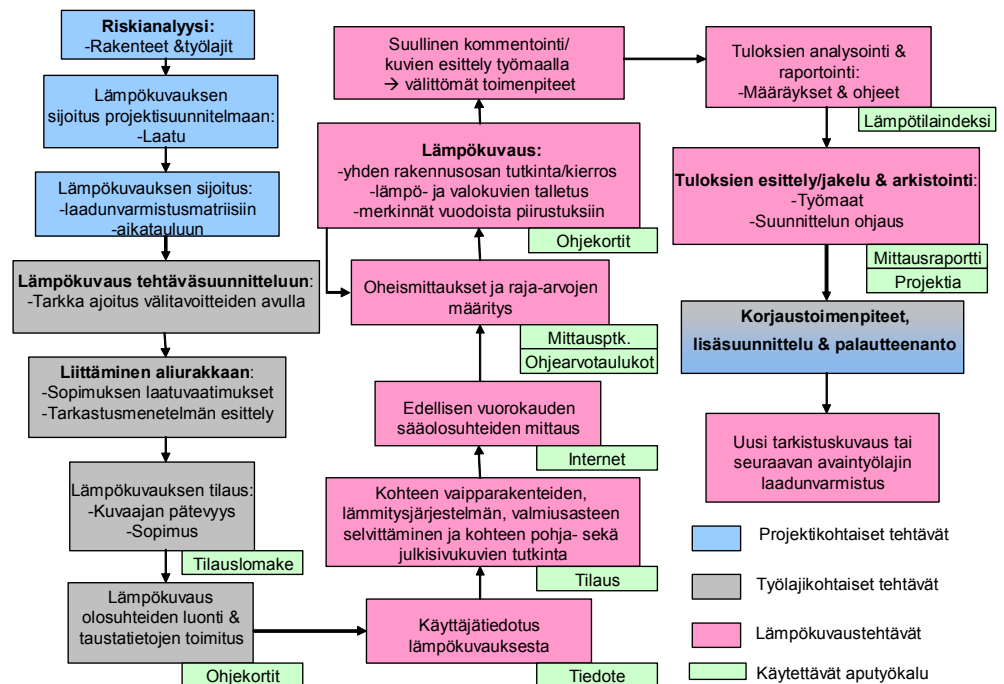 Riskianalysi:
-Rakenteet &työlajit
Lämpökuvauksen
sijoitus projektisuunnitelmaan:
-Laatu
Lämpökuvauksen sijoitus:
-laadunvarmistusmatriisiin
-aikatauluun
Lämpökuvaus tehtäväsuunnitteluun:
-Tarkka ajoitus välitavoitteiden avulla
Liittäminen aliurakkaan:
-Sopimuksen laatuvaatimukset
-Tarkastusmenetelmän esittely
Lämpökuvauksen tilaus:
-Kuvaajan pätevyys
-Sopimus
Tilauslomake
Lämpökuvaus
olosuhteiden luonti &
taustatietojen toimitus
Ohjekortit
Käyttäjätiedotus
lämpökuvauksesta
Tiedote
Kohteen vaipparakenteiden,
lämmitysjärjestelmän, valmiusasteen
selvittäminen ja kohteen pohja- sekä
julkisivukuvien tutkinta
Tilaus
Edellisen vuorokauden
sääolosuhteiden mittaus
Internet
Oheismittaukset ja raja-arvojen
määritys
Mittausptk.
Ohjearvotaulukot
Lämpökuvaus:
-yhden rakennusosan tutkinta/kierros
-lämpö- ja valokuvien talletus
-merkinnät vuodoista piirustuksiin
Ohjekortit
Suullinen kommentointi/
kuvien esittely työmaalla
→ välittömät toimenpiteet
Tuloksien analysointi &
raportointi:
-Määräykset & ohjeet
Lämpötilaindeksi
Tuloksien esittely/jakelu & arkistointi:
-Työmaat
-Suunnittelun ohjaus
Mittausraportti
Projektia
Korjaustoimenpiteet,
lisäsuunnittelu & palautteenanto
Uusi tarkistuskuvaus tai
seuraavan avaintyölajin
laadunvarmistus
Projektikohtaiset tehtävät
Työlajikohtaiset tehtävät
Lämpökuvaustehtävät
Käytettävät aputyökalu